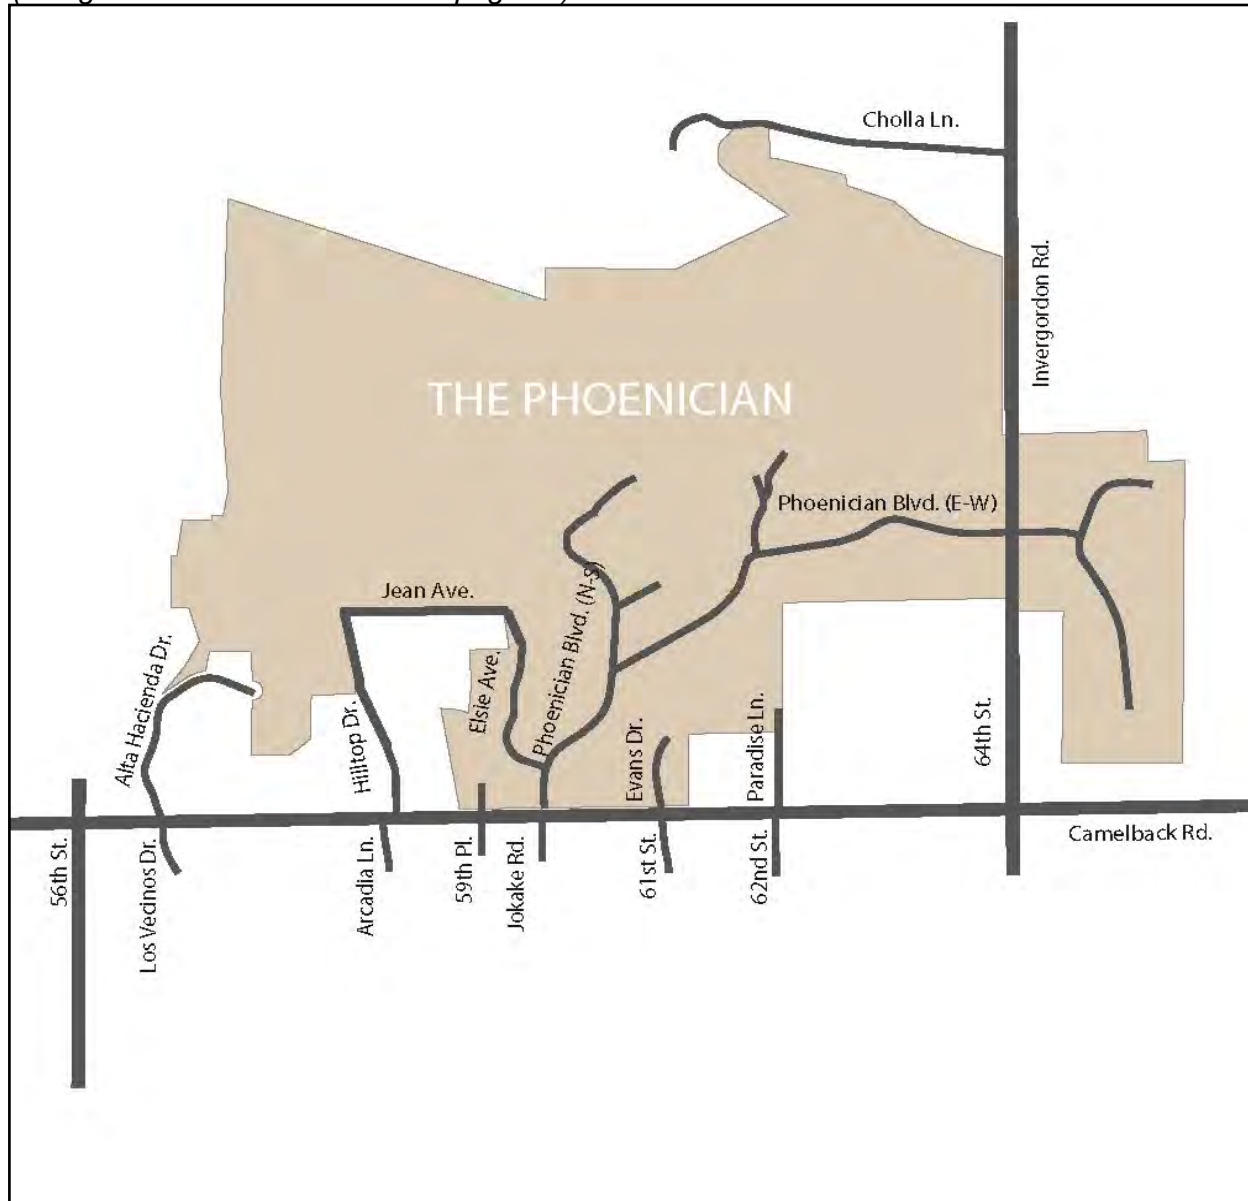 Cholla Ln.
Invergordon Rd.
THE PHOENICIAN
Phoenician Blvd. (E-W)
Jean Ave.
Phoenician Blvd. (N-S)
Elsie Ave.
Alta Hacienda Dr.
Hilltop Dr.
Evans Dr.
Paradise Ln.
64th St.
Camelback Rd.
56th St.
Los Vecinos Dr.
Arcadia Ln.
59th Pl.
Jokake Rd.
61st St.
62nd St.